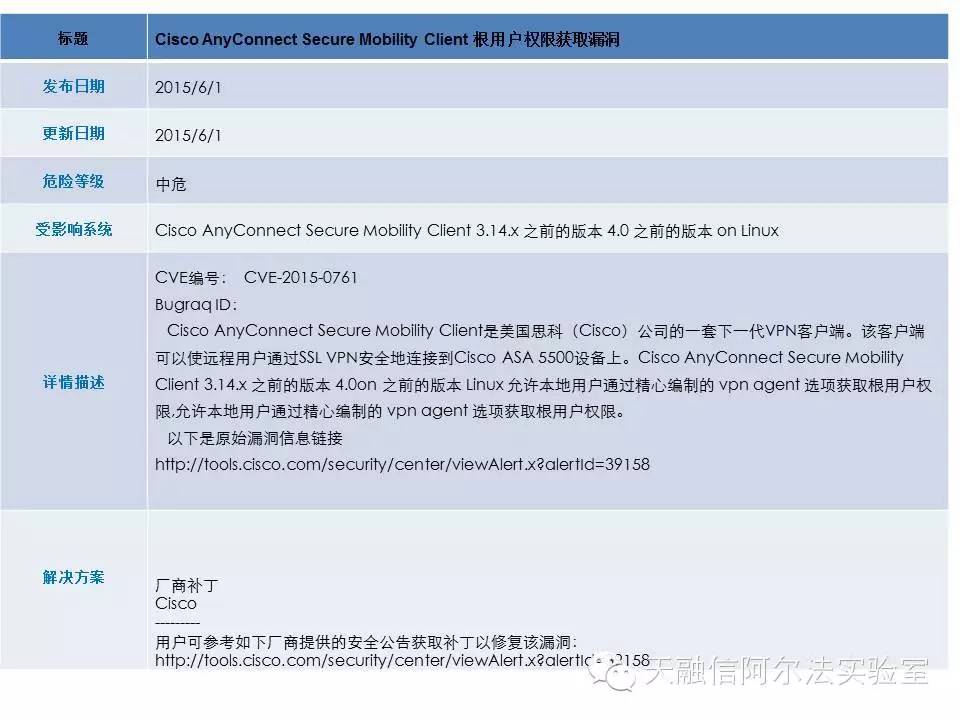 标题
Cisco AnyConnect Secure Mobility Client 根用户权限获取漏洞
发布日期
2015/6/1
更新日期
2015/6/1
危险等级
中危
受影响系统
Cisco AnyConnect Secure Mobility Client 3.14.x 之前的版本 4.0 之前的版本 on Linux
详情描述
CVE编号： CVE-2015-0761
Bugraq ID：
Cisco AnyConnect Secure Mobility Client是美国思科（Cisco）公司的一套下一代VPN客户端。该客户端
可以使远程用户通过SSL VPN安全地连接到Cisco ASA 5500设备上。Cisco AnyConnect Secure Mobility
Client 3.14.x 之前的版本 4.0on 之前的版本 Linux 允许本地用户通过精心编制的 vpn agent 选项获取根用户权
限,允许本地用户通过精心编制的 vpn agent 选项获取根用户权限。
以下是原始漏洞信息链接
http://tools.cisco.com/security/center/viewAlert.x?alertId=39158
解决方案
厂商补丁
Cisco
---------
用户可参考如下厂商提供的安全公告获取补丁以修复该漏洞：
http://tools.cisco.com/security/center/viewAlert.x?alertId=39158
天融信阿尔法实验室